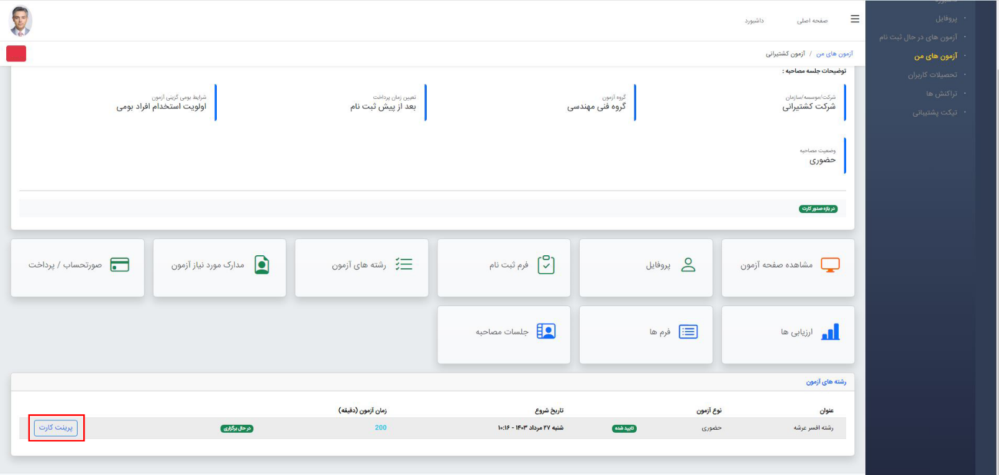 داشبورد
پروفایل
آزمون های در حال ثبت نام
آزمون های من
تحصیلات کاربران
تراکنش ها
تیکت پشتیبانی
صفحه اصلی
داشبورد
آزمون های من / آزمون کشتیرانی
توضیحات جلسه مصاحبه :
شرکت/موسسه/سازمان
شرکت کشتیرانی
گروه آزمون
گروه فنی مهندسی
تعیین زمان پرداخت
بعد از پیش ثبت نام
شرایط بومی گزینی آزمون
اولویت استخدام افراد بومی
وضعیت مصاحبه
حضوری
در بازه صدور کارت
مشاهده صفحه آزمون
پروفایل
فرم ثبت نام
رشته های آزمون
مدارک مورد نیاز آزمون
صورتحساب / پرداخت
ارزیابی ها
فرم ها
جلسات مصاحبه
رشته های آزمون
عنوان نوع آزمون تاریخ شروع زمان آزمون (دقیقه)
رشته افسر عرشه حضوری تایید شده شنبه ۲۷ مرداد ۱۴۰۳ - ۱۰:۱۶ 200 در حال برگزاری پرینت کارت